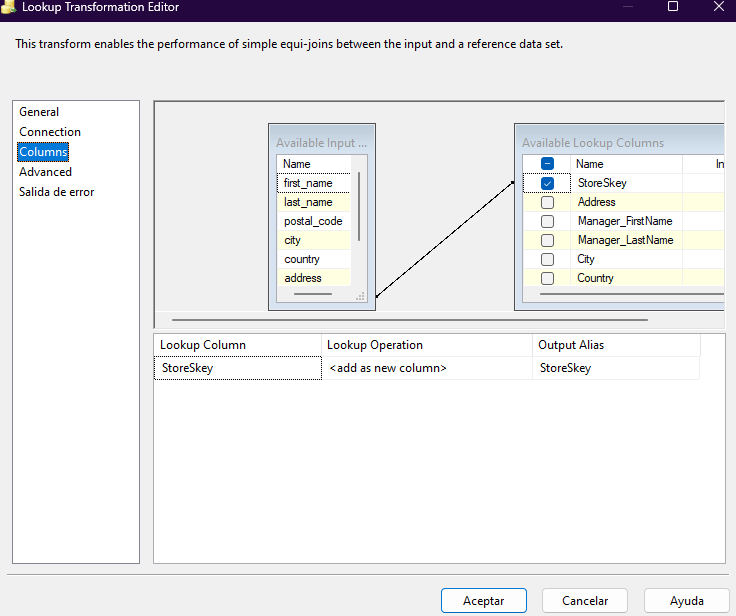 Lookup Transformation Editor
This transform enables the performance of simple equi-joins between the input and a reference data set.
General
Connection
Columns
Advanced
Salida de error
Available Input ...
Name
first_name
last_name
postal_code
city
country
address
Available Lookup Columns
Name In
StoreSkey
Address
Manager_FirstName
Manager_LastName
City
Country
Lookup Column Lookup Operation Output Alias
StoreSkey <add as new column> StoreSkey
Aceptar Cancelar Ayuda